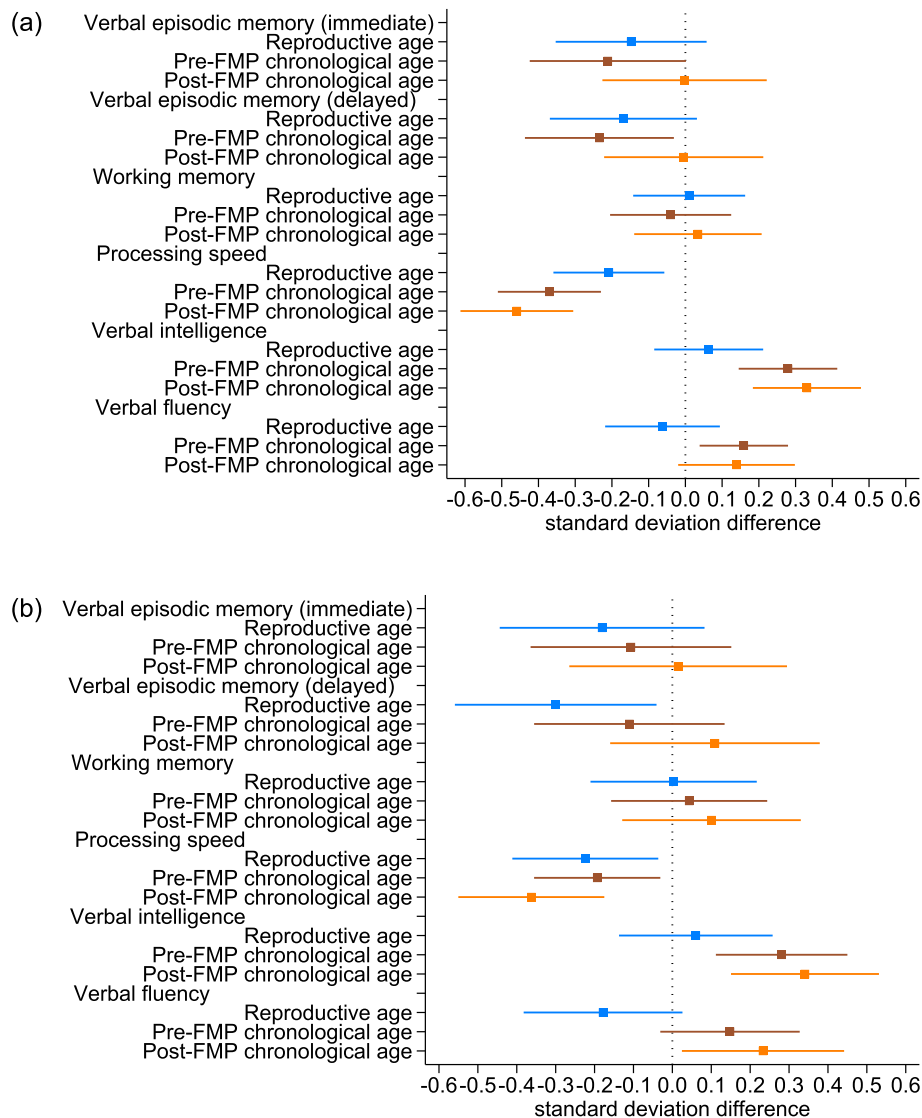 (a)
Verbal episodic memory (immediate)
Reproductive age
Pre-FMP chronological age
Post-FMP chronological age
Verbal episodic memory (delayed)
Reproductive age
Pre-FMP chronological age
Post-FMP chronological age
Working memory
Reproductive age
Pre-FMP chronological age
Post-FMP chronological age
Processing speed
Reproductive age
Pre-FMP chronological age
Post-FMP chronological age
Verbal intelligence
Reproductive age
Pre-FMP chronological age
Post-FMP chronological age
Verbal fluency
Reproductive age
Pre-FMP chronological age
Post-FMP chronological age
-0.6 -0.5 -0.4 -0.3 -0.2 -0.1 0.0 0.1 0.2 0.3 0.4 0.5 0.6
standard deviation difference
(b)
Verbal episodic memory (immediate)
Reproductive age
Pre-FMP chronological age
Post-FMP chronological age
Verbal episodic memory (delayed)
Reproductive age
Pre-FMP chronological age
Post-FMP chronological age
Working memory
Reproductive age
Pre-FMP chronological age
Post-FMP chronological age
Processing speed
Reproductive age
Pre-FMP chronological age
Post-FMP chronological age
Verbal intelligence
Reproductive age
Pre-FMP chronological age
Post-FMP chronological age
Verbal fluency
Reproductive age
Pre-FMP chronological age
Post-FMP chronological age
-0.6 -0.5 -0.4 -0.3 -0.2 -0.1 0.0 0.1 0.2 0.3 0.4 0.5 0.6
standard deviation difference